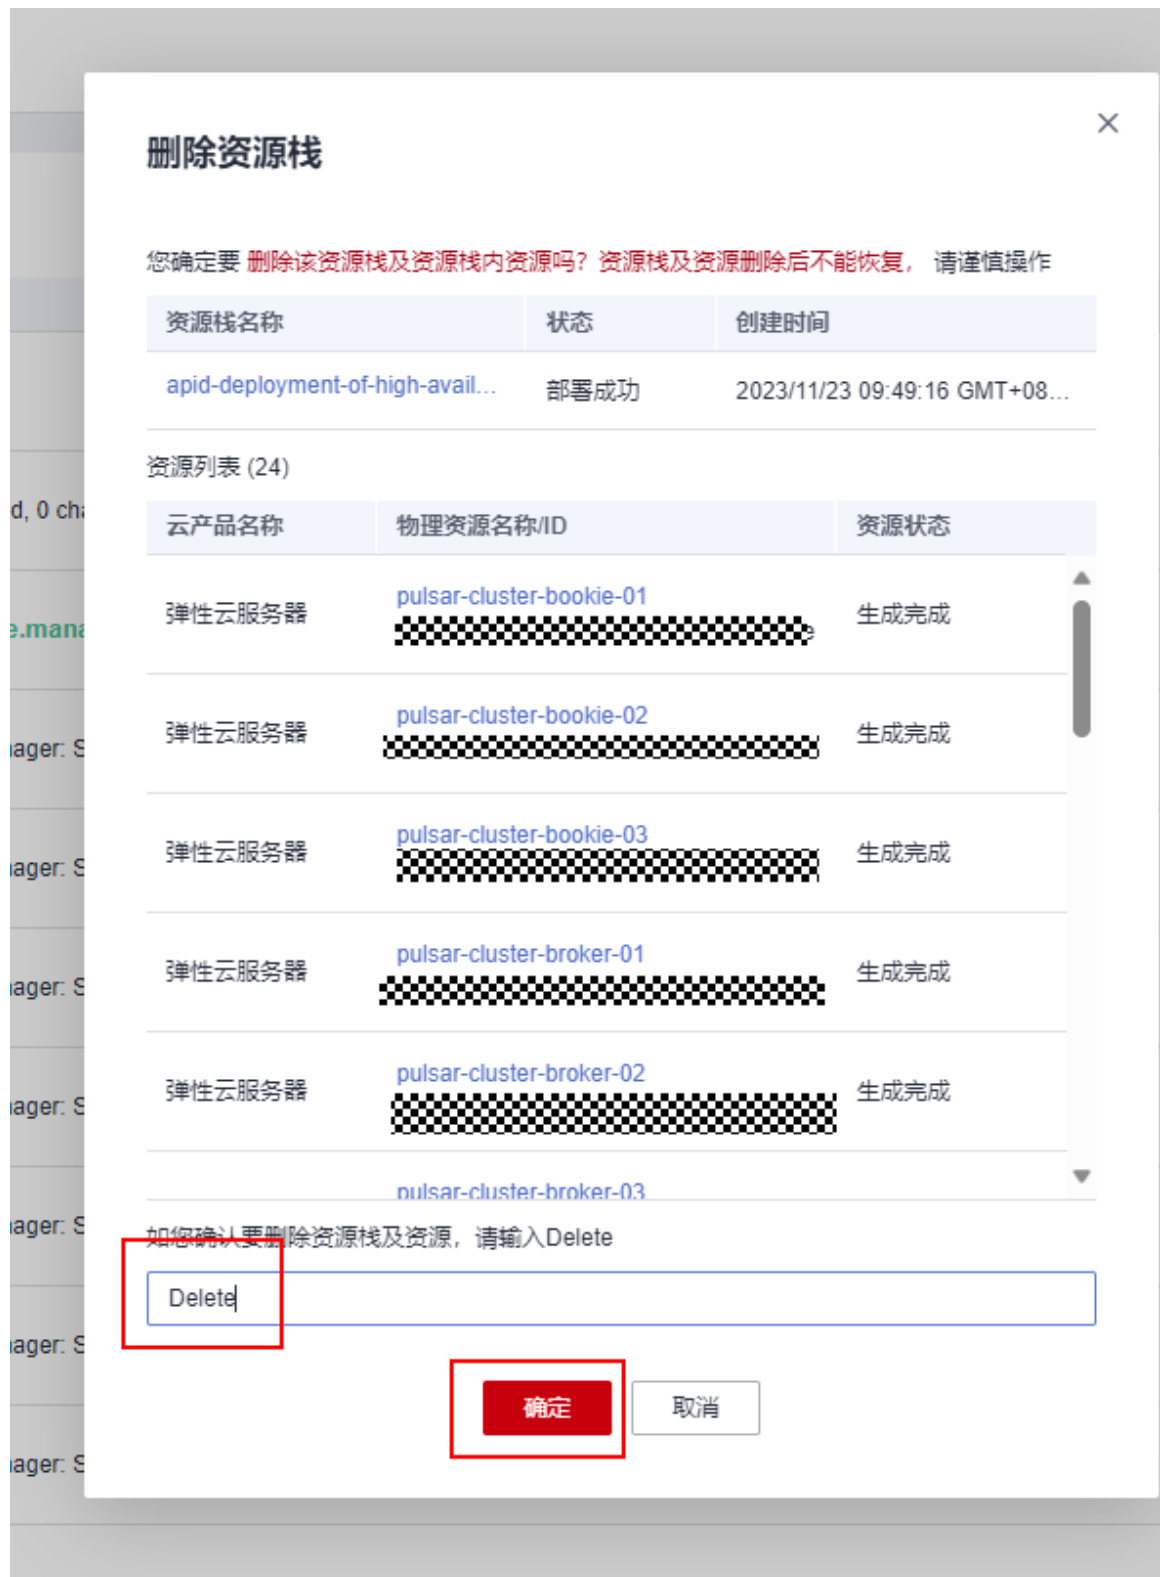 删除资源栈
您确定要 删除该资源栈及资源栈内资源吗？资源栈及资源删除后不能恢复， 请谨慎操作
资源栈名称 状态 创建时间
apid-deployment-of-high-avail... 部署成功 2023/11/23 09:49:16 GMT+08...
资源列表 (24)
d, 0 cha
云产品名称 物理资源名称/ID 资源状态
pulsar-cluster-bookie-01
弹性云服务器 生成完成
e.mana
pulsar-cluster-bookie-02
弹性云服务器 生成完成
ager: S
pulsar-cluster-bookie-03
弹性云服务器 生成完成
ager: S
pulsar-cluster-broker-01
弹性云服务器 生成完成
ager: S
pulsar-cluster-broker-02
弹性云服务器 生成完成
ager: S
pulsar-cluster-broker-03
ager: S
如您确认要删除资源栈及资源，请输入Delete
Delete
ager: S
确定 取消
ager: S